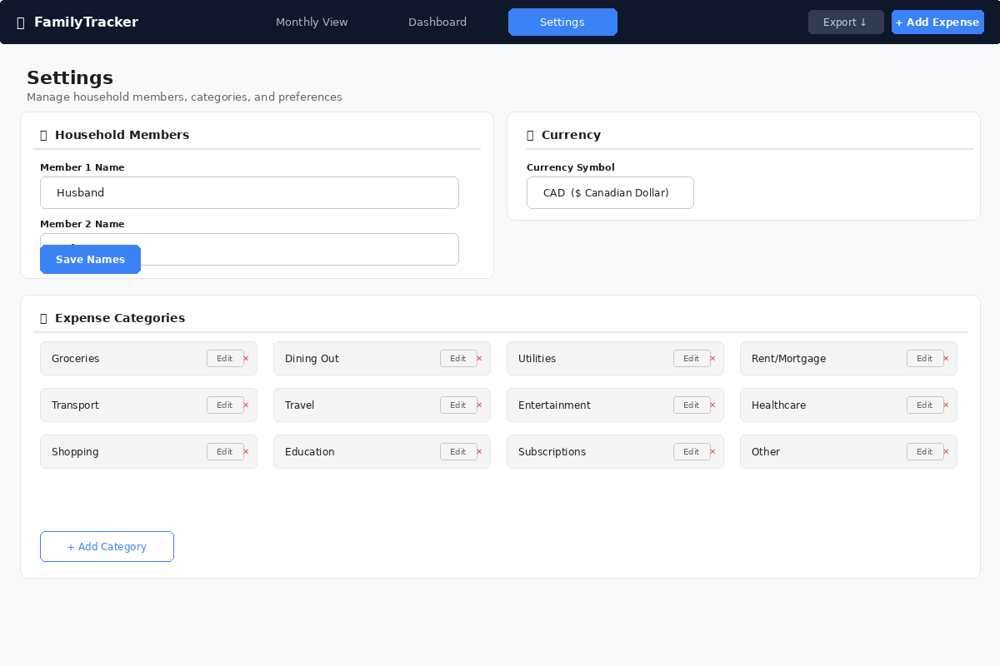 FamilyTracker
Monthly View
Dashboard
Settings
Export ↓
+ Add Expense
Settings
Manage household members, categories, and preferences
Household Members
Member 1 Name
Husband
Member 2 Name
Save Names
Currency
Currency Symbol
CAD ($ Canadian Dollar)
Expense Categories
Groceries Edit ×
Dining Out Edit ×
Utilities Edit ×
Rent/Mortgage Edit ×
Transport Edit ×
Travel Edit ×
Entertainment Edit ×
Healthcare Edit ×
Shopping Edit ×
Education Edit ×
Subscriptions Edit ×
Other Edit ×
+ Add Category